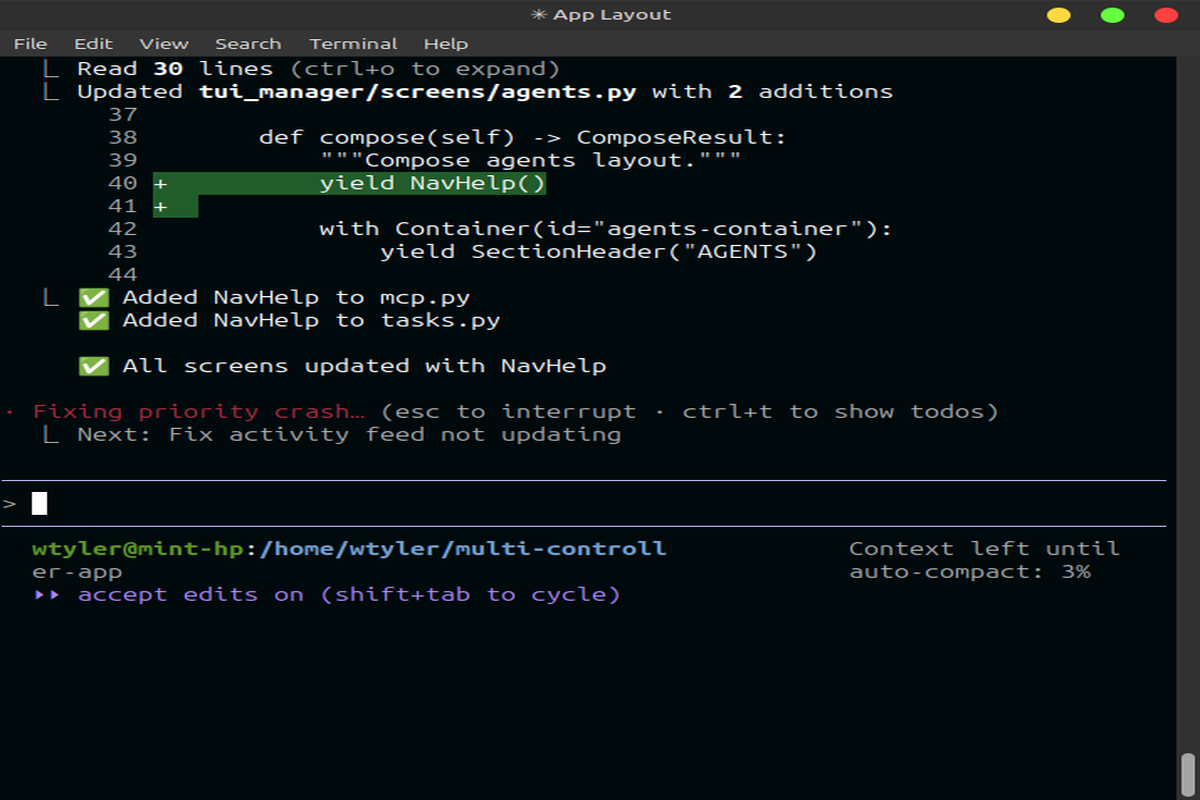 ✳ App Layout
File Edit View Search Terminal Help
⎿ Read 30 lines (ctrl+o to expand)
⎿ Updated tui_manager/screens/agents.py with 2 additions
37
38 def compose(self) -> ComposeResult:
39 """Compose agents layout."""
40 + yield NavHelp()
41 +
42 with Container(id="agents-container"):
43 yield SectionHeader("AGENTS")
44
⎿ ✅ Added NavHelp to mcp.py
✅ Added NavHelp to tasks.py
✅ All screens updated with NavHelp
· Fixing priority crash… (esc to interrupt · ctrl+t to show todos)
⎿ Next: Fix activity feed not updating
>
wtyler@mint-hp:/home/wtyler/multi-controll Context left until
er-app auto-compact: 3%
⏵⏵ accept edits on (shift+tab to cycle)